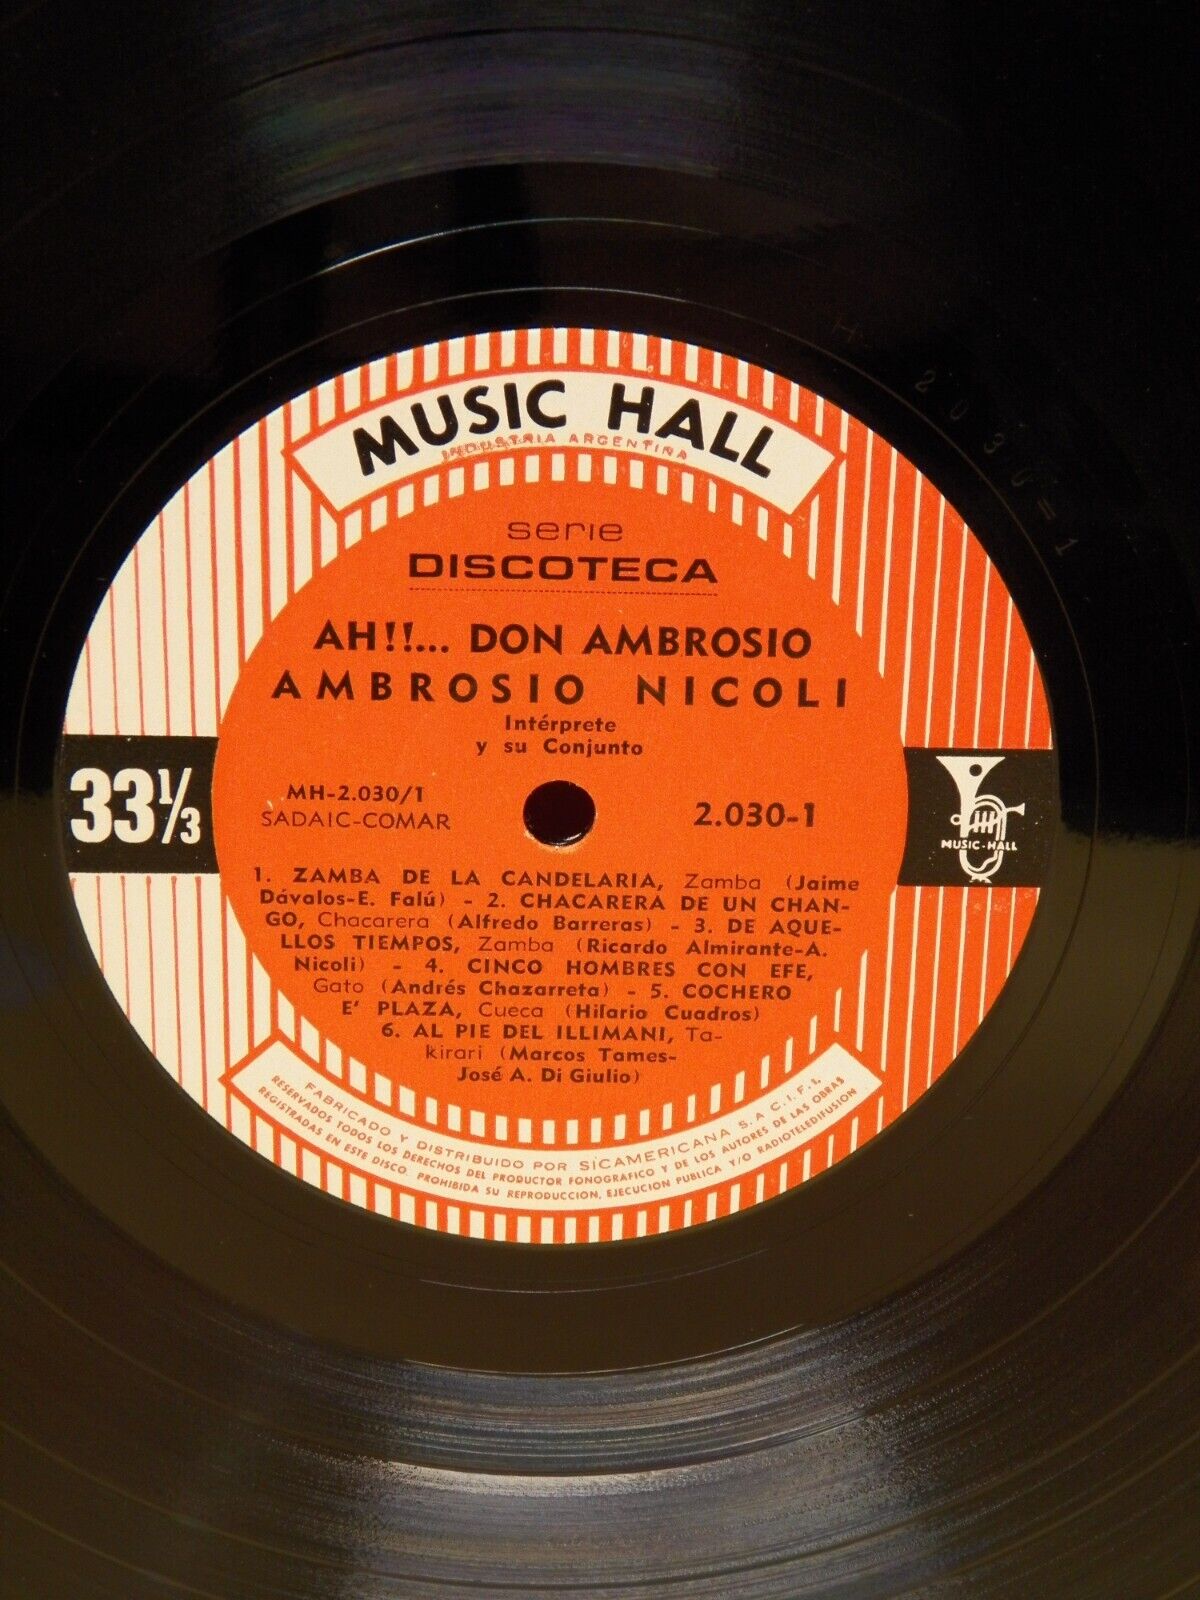 MUSIC HALL
INDUSTRIA ARGENTINA
serie
DISCOTECA
AH!!... DON AMBROSIO
AMBROSIO NICOLI
Intérprete
y su Conjunto
33 1/3
MH-2.030/1
SADAIC-COMAR
2.030-1
MUSIC-HALL
1. ZAMBA DE LA CANDELARIA, Zamba (Jaime
Dávalos-E. Falú) - 2. CHACARERA DE UN CHAN-
GO, Chacarera (Alfredo Barreras) - 3. DE AQUE-
LLOS TIEMPOS, Zamba (Ricardo Almirante-A.
Nicoli) - 4. CINCO HOMBRES CON EFE,
Gato (Andrés Chazarreta) - 5. COCHERO
E' PLAZA, Cueca (Hilario Cuadros)
6. AL PIE DEL ILLIMANI, Ta-
kirari (Marcos Tames-
José A. Di Giulio)
FABRICADO Y DISTRIBUIDO POR SICAMERICANA S.A.C.I.F.I.
RESERVADOS TODOS LOS DERECHOS DEL PRODUCTOR FONOGRAFICO Y DE LOS AUTORES DE LAS OBRAS
REGISTRADAS EN ESTE DISCO. PROHIBIDA SU REPRODUCCION, EJECUCION PUBLICA Y/O RADIOTELEDIFUSION
2030=1